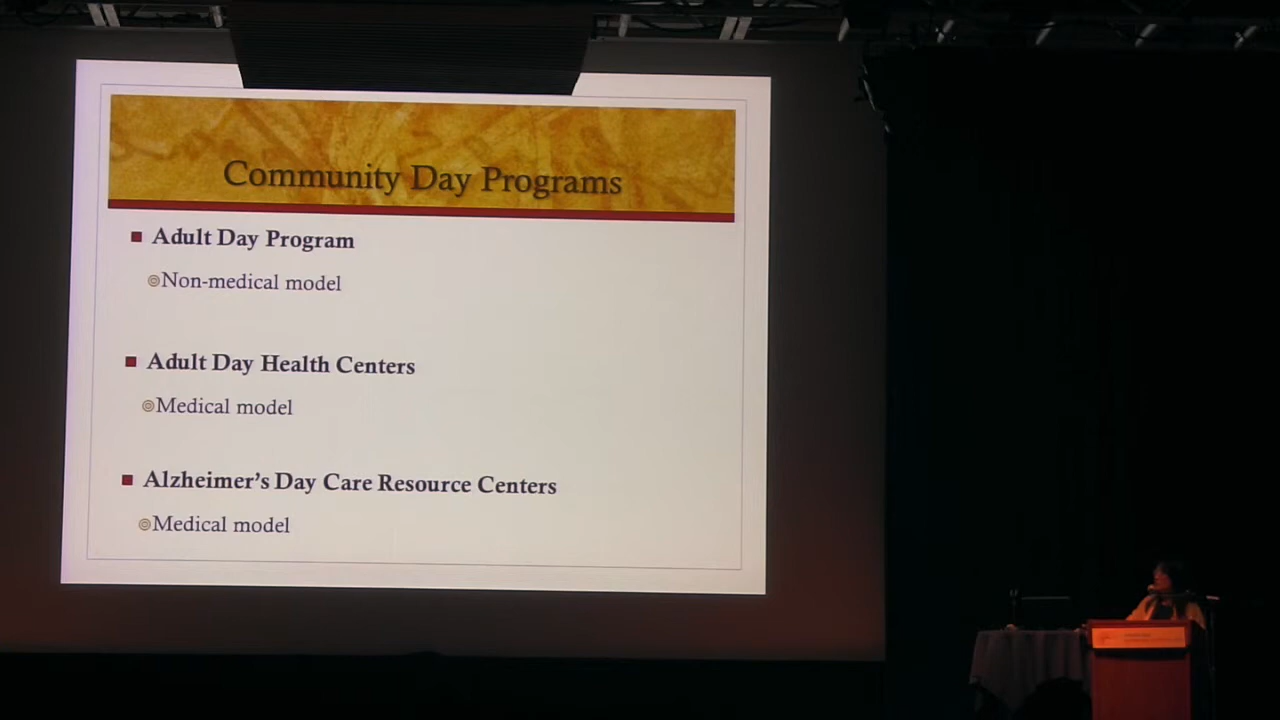 Community Day Programs
Adult Day Program
Non-medical model
Adult Day Health Centers
Medical model
Alzheimer's Day Care Resource Centers
Medical model